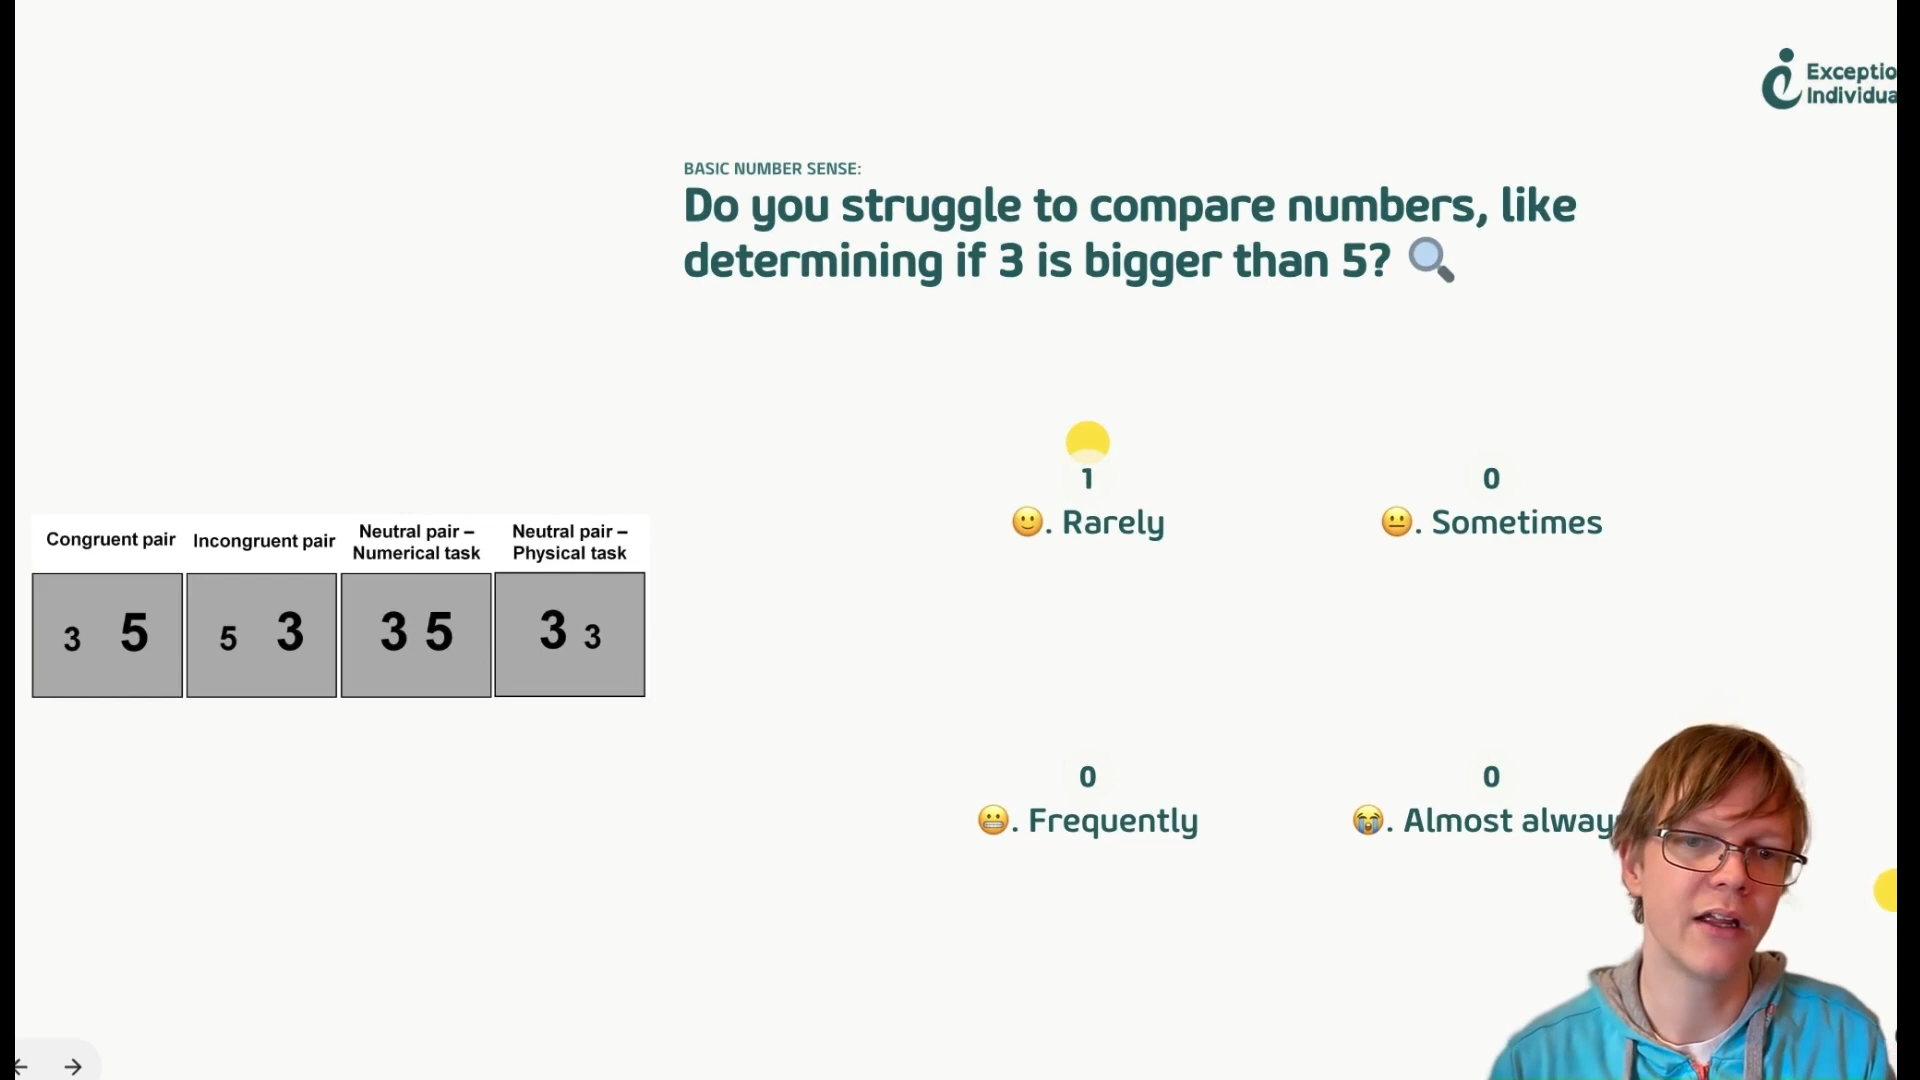 Exceptio
Individua
BASIC NUMBER SENSE:
Do you struggle to compare numbers, like
determining if 3 is bigger than 5?
1
. Rarely
0
. Sometimes
Congruent pair
Incongruent pair
Neutral pair –
Numerical task
Neutral pair –
Physical task
3 5
5 3
3 5
3 3
0
. Frequently
0
. Almost alway